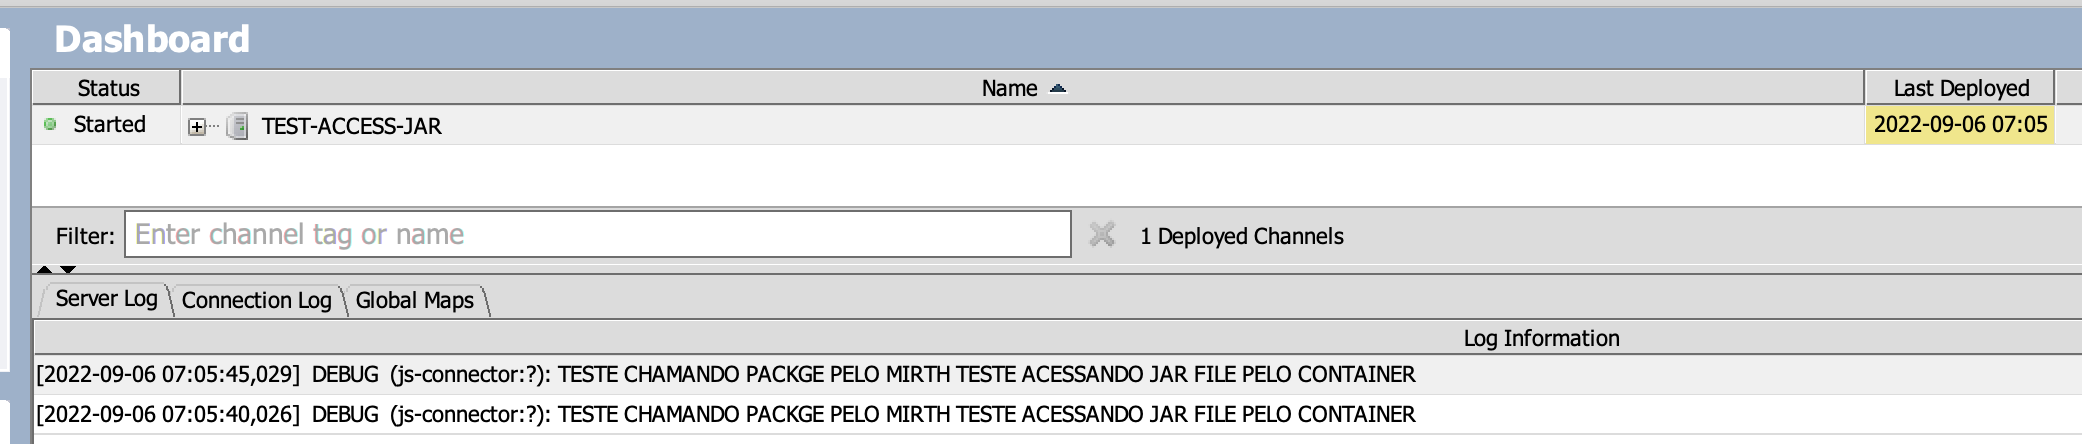 Dashboard
Status Name Last Deployed
Started TEST-ACCESS-JAR 2022-09-06 07:05
Filter: Enter channel tag or name 1 Deployed Channels
Server Log Connection Log Global Maps
Log Information
[2022-09-06 07:05:45,029] DEBUG (js-connector:?): TESTE CHAMANDO PACKGE PELO MIRTH TESTE ACESSANDO JAR FILE PELO CONTAINER
[2022-09-06 07:05:40,026] DEBUG (js-connector:?): TESTE CHAMANDO PACKGE PELO MIRTH TESTE ACESSANDO JAR FILE PELO CONTAINER